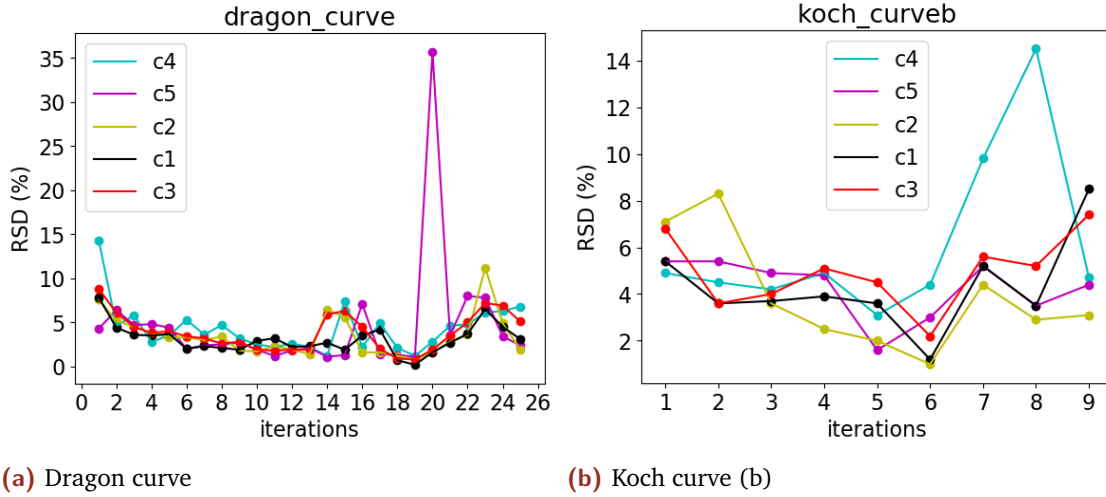 dragon_curve
RSD (%)
35
30
25
20
15
10
5
0
c4
c5
c2
c1
c3
0 2 4 6 8 10 12 14 16 18 20 22 24 26
iterations
(a) Dragon curve
koch_curveb
RSD (%)
14
12
10
8
6
4
2
c4
c5
c2
c1
c3
1 2 3 4 5 6 7 8 9
iterations
(b) Koch curve (b)